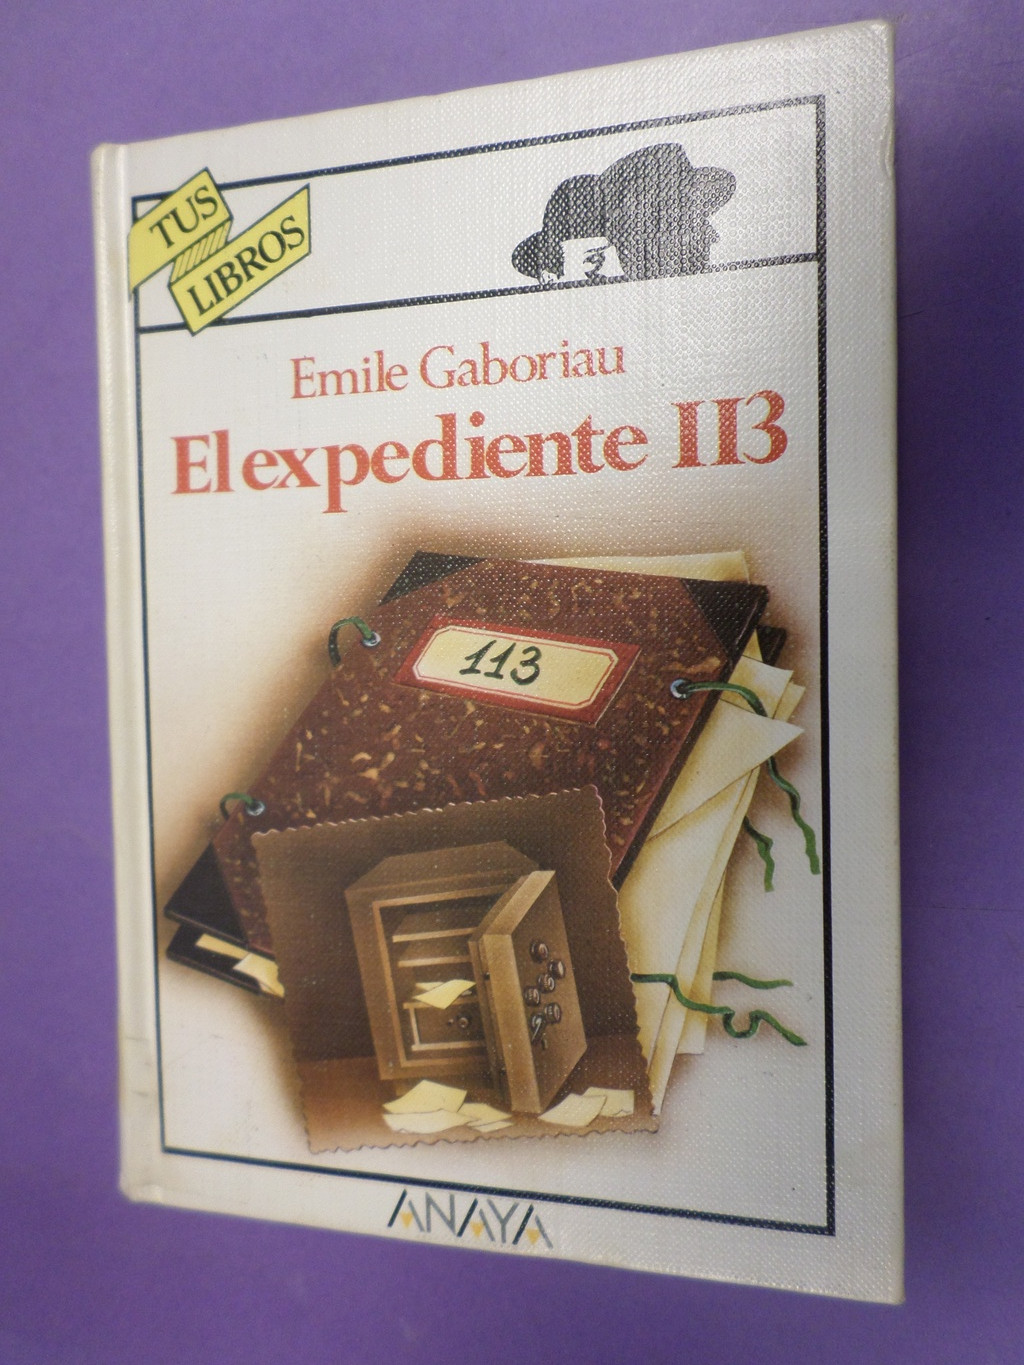 TUS
LIBROS
Emile Gaboriau
El expediente 113
113
ANAYA